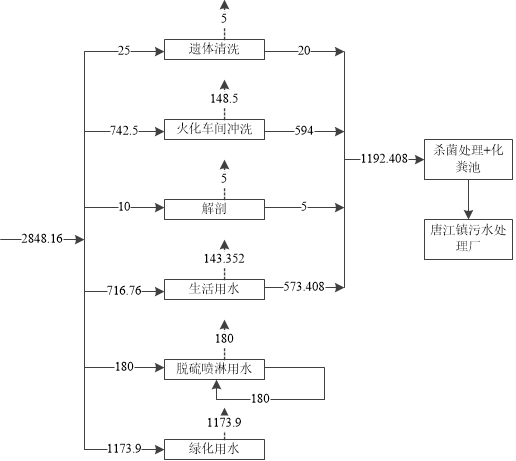 5
25
遗体清洗
20
148.5
742.5
火化车间冲洗
594
1192.408
杀菌处理+化
粪池
5
10
解剖
5
唐江镇污水处
理厂
2848.16
143.352
716.76
生活用水
573.408
180
180
脱硫喷淋用水
180
1173.9
1173.9
绿化用水